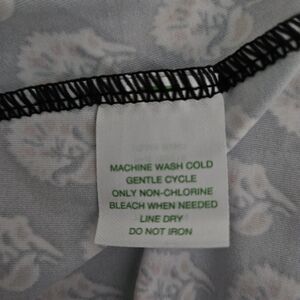 MACHINE WASH COLD
GENTLE CYCLE
ONLY NON-CHLORINE
BLEACH WHEN NEEDED
LINE DRY
DO NOT IRON